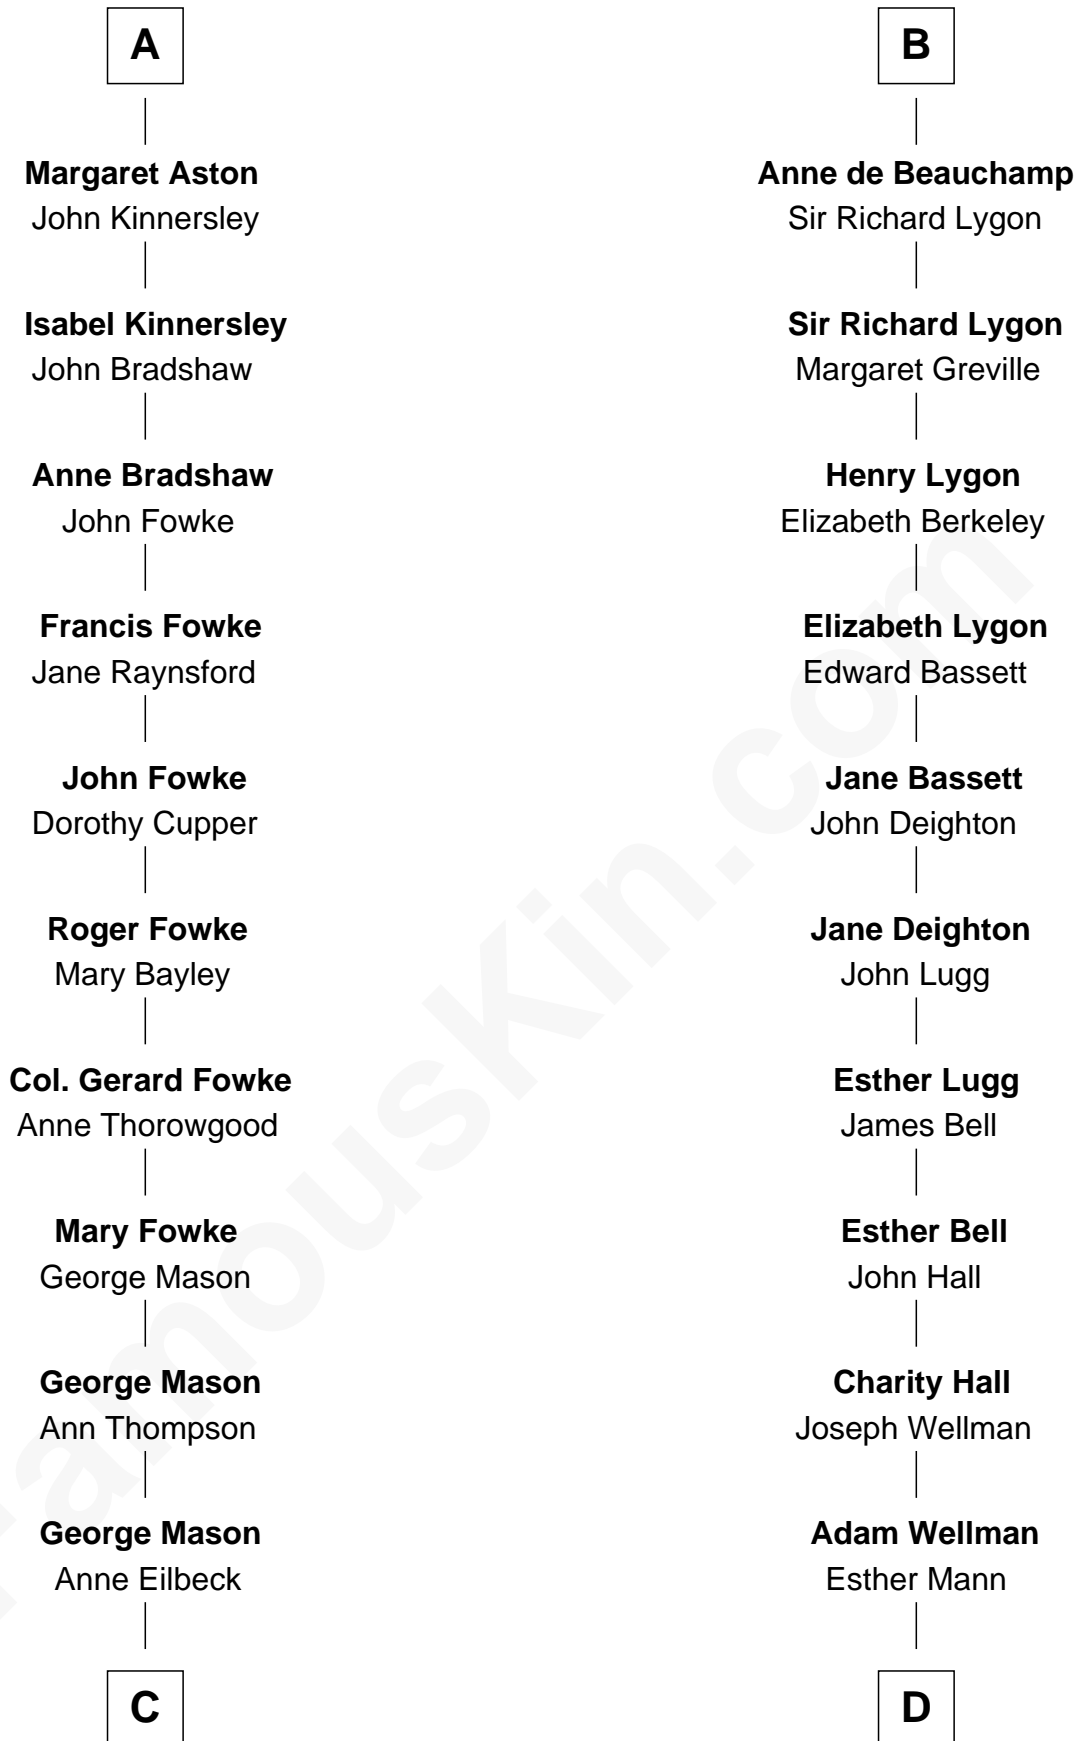 A
Margaret Aston
John Kinnersley
Isabel Kinnersley
John Bradshaw
Anne Bradshaw
John Fowke
Francis Fowke
Jane Raynsford
John Fowke
Dorothy Cupper
Roger Fowke
Mary Bayley
Col. Gerard Fowke
Anne Thorowgood
Mary Fowke
George Mason
George Mason
Ann Thompson
George Mason
Anne Eilbeck
C
B
Anne de Beauchamp
Sir Richard Lygon
Sir Richard Lygon
Margaret Greville
Henry Lygon
Elizabeth Berkeley
Elizabeth Lygon
Edward Bassett
Jane Bassett
John Deighton
Jane Deighton
John Lugg
Esther Lugg
James Bell
Esther Bell
John Hall
Charity Hall
Joseph Wellman
Adam Wellman
Esther Mann
D
FamousKin.com